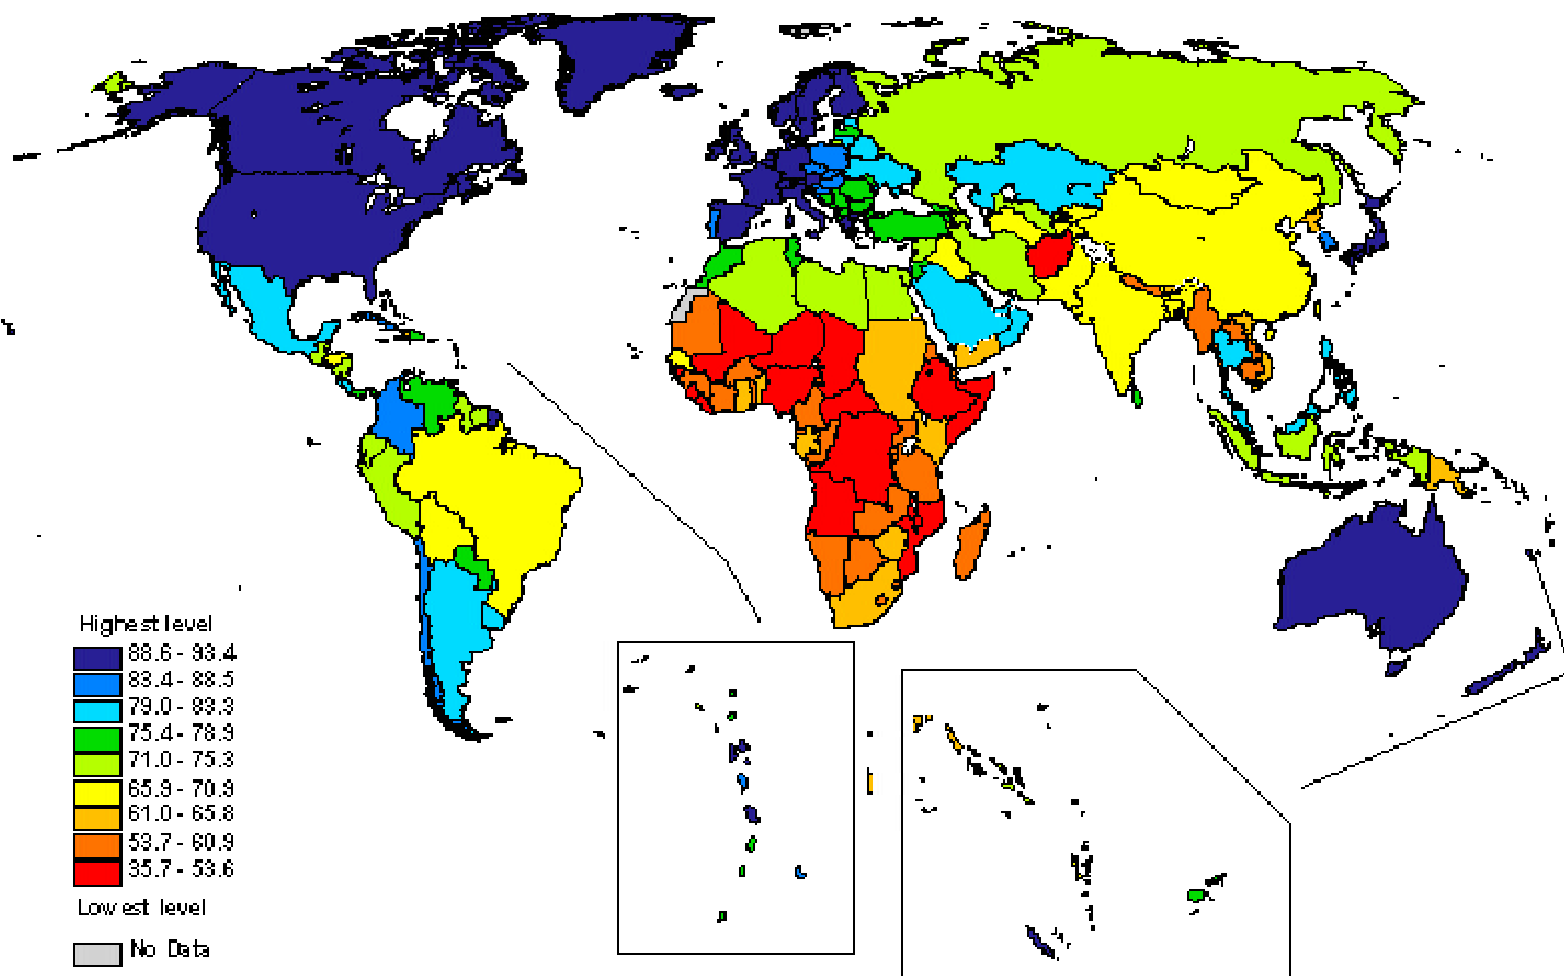 Highest level
88.6 - 93.4
83.4 - 88.5
79.0 - 83.3
75.4 - 78.9
71.0 - 75.3
65.9 - 70.9
61.0 - 65.8
53.7 - 60.9
35.7 - 53.6
Lowest level
No Data